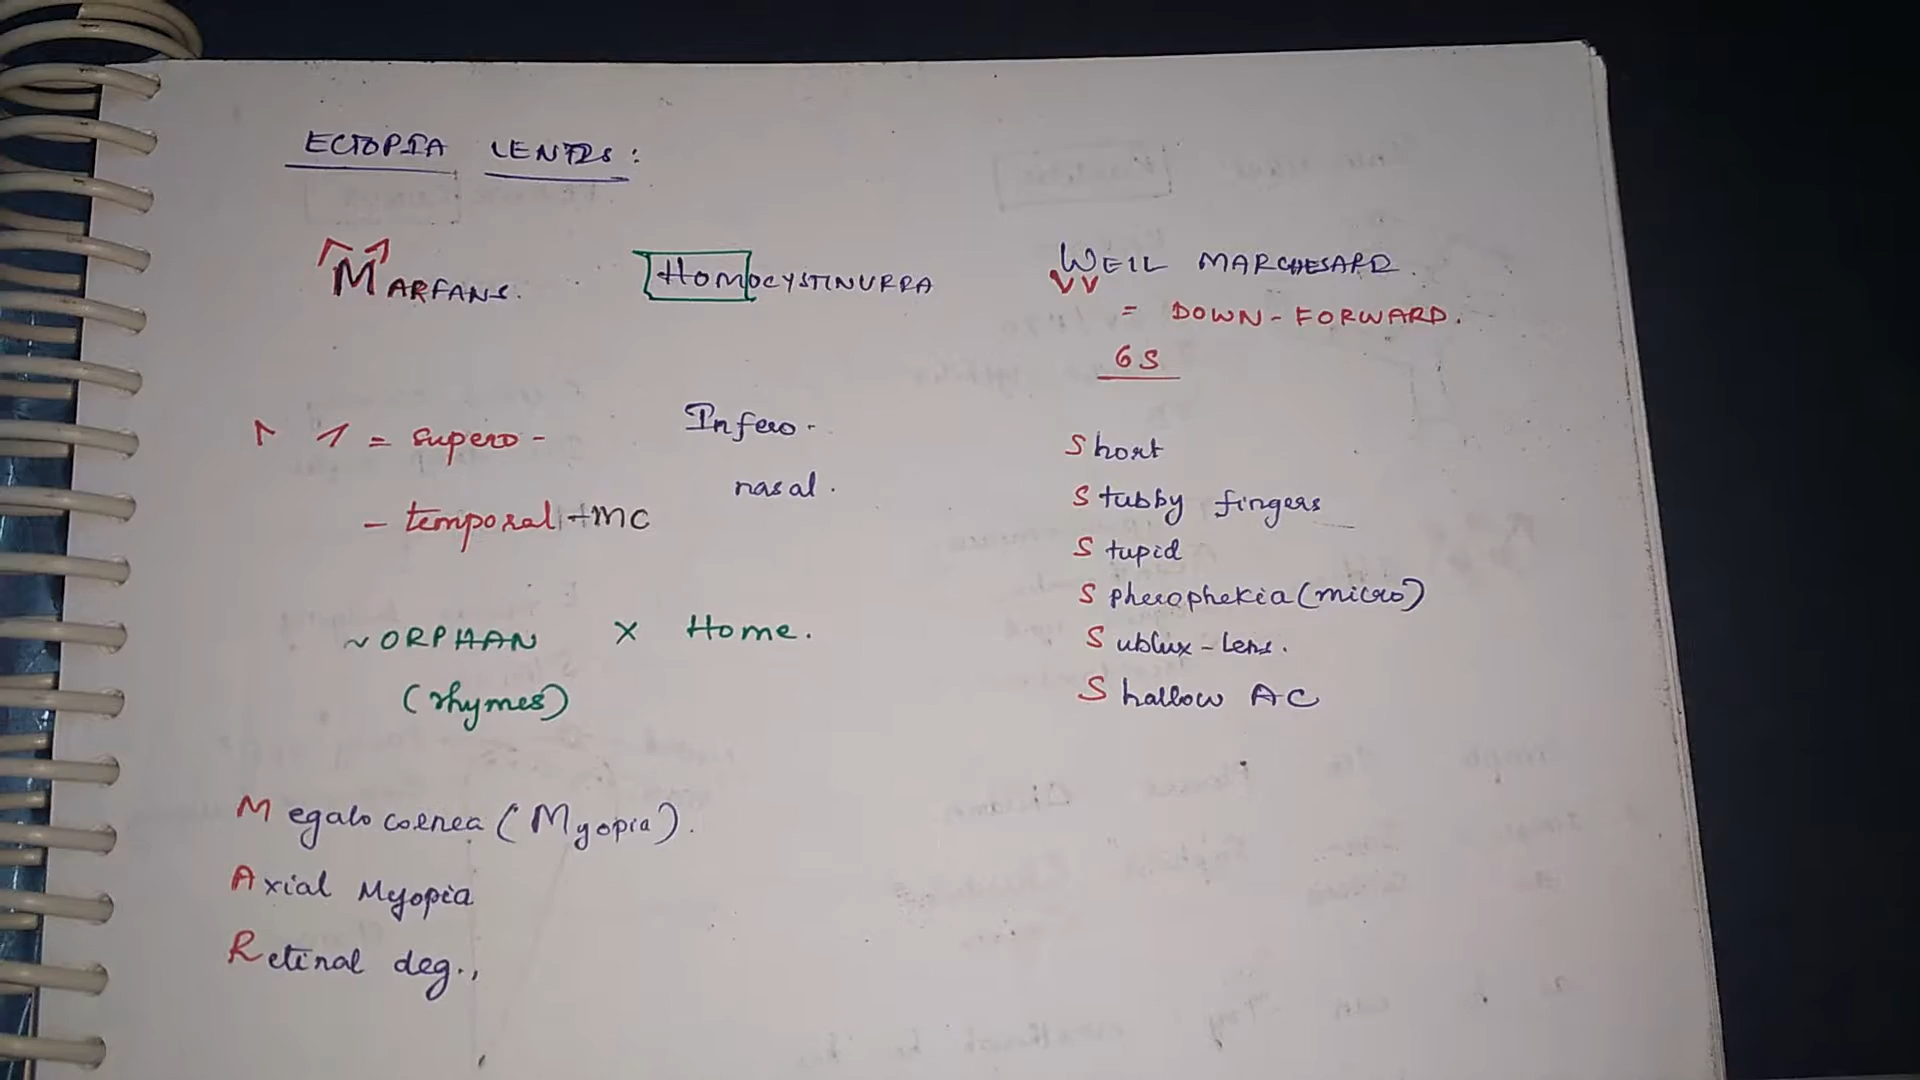 ECTOPIA LENTIS:
MARFANS.
HOMOCYSTINURIA
WEIL MARCHESARD.
= DOWN-FORWARD.
6S
↑ ↑ = supero -
- temporal +MC
Infero-
nasal.
~ ORPHAN X Home.
(rhymes)
Short
Stubby fingers
Stupid
Spherophekia (micro)
Sublux-Lens.
Shallow AC
Megalo cornea (Myopia).
Axial Myopia
Retinal deg.,